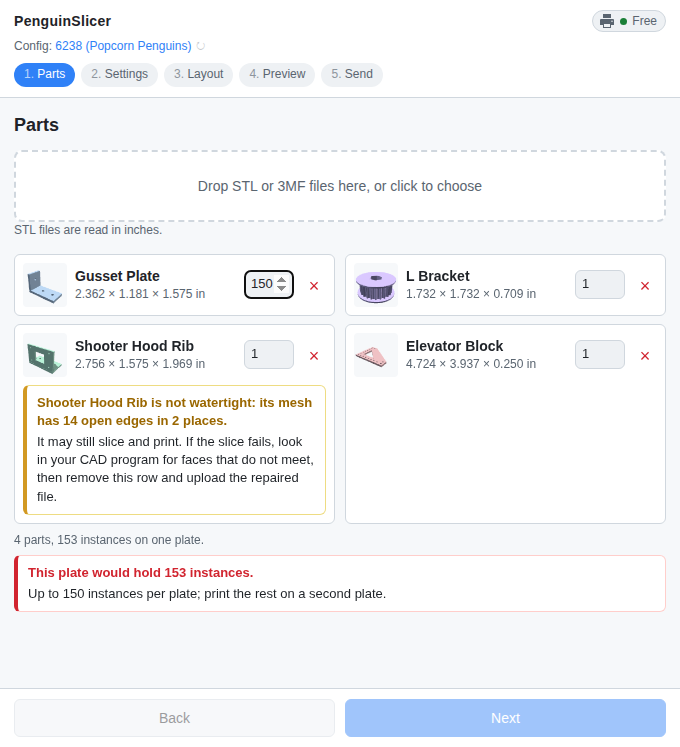 PenguinSlicer
Free
Config: 6238 (Popcorn Penguins)
1. Parts
2. Settings
3. Layout
4. Preview
5. Send
Parts
Drop STL or 3MF files here, or click to choose
STL files are read in inches.
Gusset Plate
2.362 × 1.181 × 1.575 in
150
×
L Bracket
1.732 × 1.732 × 0.709 in
1
×
Shooter Hood Rib
2.756 × 1.575 × 1.969 in
1
×
Shooter Hood Rib is not watertight: its mesh
has 14 open edges in 2 places.
It may still slice and print. If the slice fails, look
in your CAD program for faces that do not meet,
then remove this row and upload the repaired
file.
Elevator Block
4.724 × 3.937 × 0.250 in
1
×
4 parts, 153 instances on one plate.
This plate would hold 153 instances.
Up to 150 instances per plate; print the rest on a second plate.
Back
Next